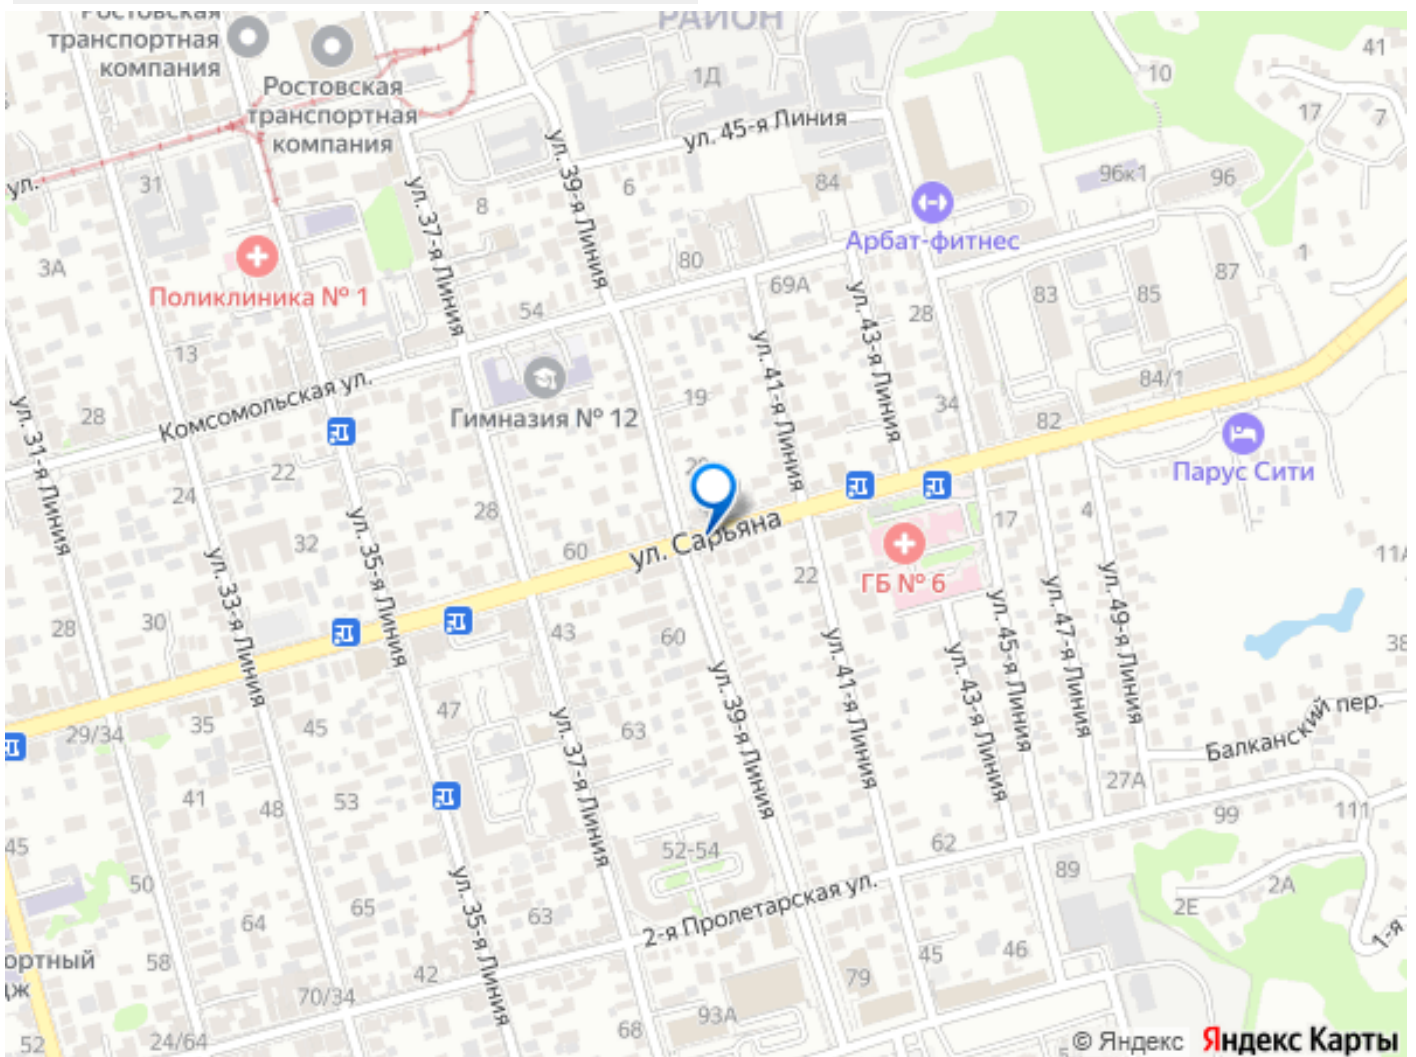 Ростовская
транспортная
компания
РАЙОН
41
Ростовская
транспортная
компания
1Д
10
17
7
ул. 45-я Линия
ул.
31
ул. 37-я Линия
8
ул. 39-я Линия
6
84
96к1
96
Арбат-фитнес
3А
Поликлиника № 1
80
69А
1
87
83
85
54
28
ул. 43-я Линия
13
ул. 41-я Линия
Комсомольская ул.
Гимназия № 12
19
84/1
ул. 31-я Линия
28
34
82
Парус Сити
22
24
28
ул. 35-я Линия
ул. Сарьяна
17
4
32
60
ГБ № 6
22
11А
ул. 33-я Линия
ул. 45-я Линия
ул. 47-я Линия
ул. 49-я Линия
28
30
43
60
ул. 41-я Линия
ул. 43-я Линия
38
29/34
35
45
47
63
ул. 39-я Линия
ул. 37-я Линия
Балканский пер.
41
48
53
27А
99
111
45
62
52-54
89
50
2-я Пролетарская ул.
ул. 35-я Линия
2А
2Е
64
65
63
1-я
ортный
дж
58
42
79
45
46
70/34
93А
52
24/64
68
© Яндекс Яндекс Карты